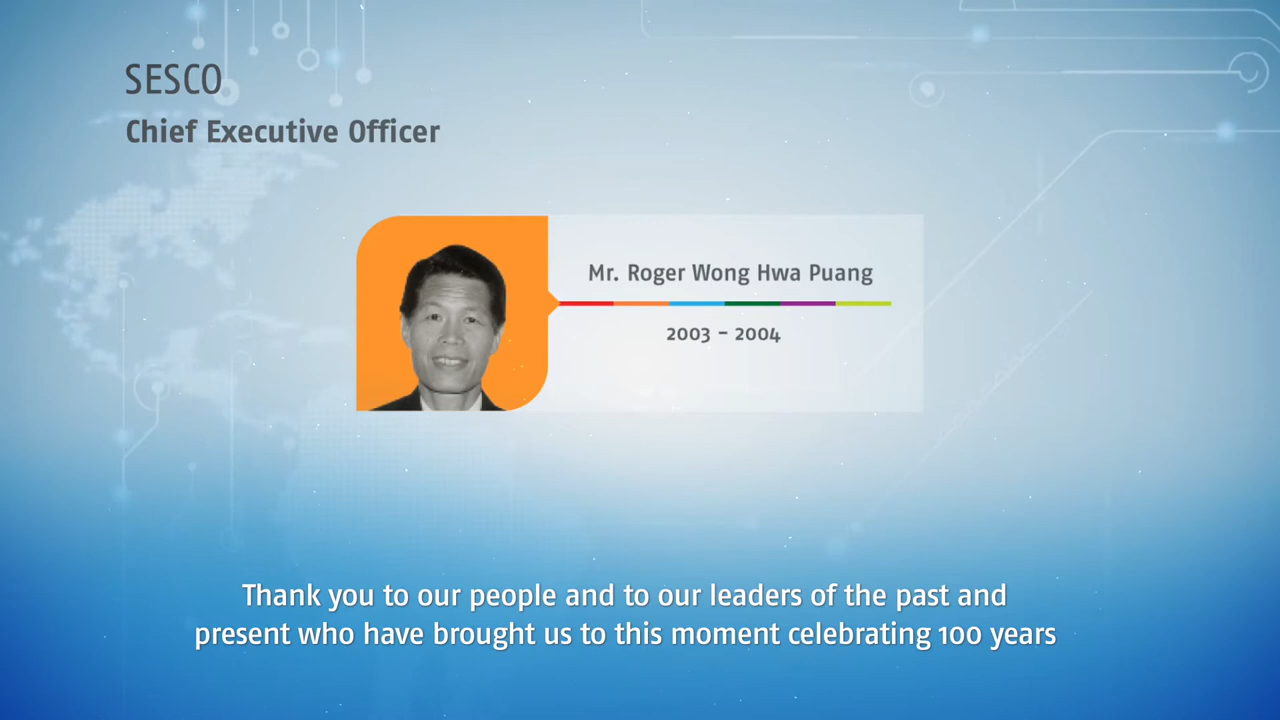 SESCO
Chief Executive Officer
Mr. Roger Wong Hwa Puang
2003 – 2004
Thank you to our people and to our leaders of the past and
present who have brought us to this moment celebrating 100 years